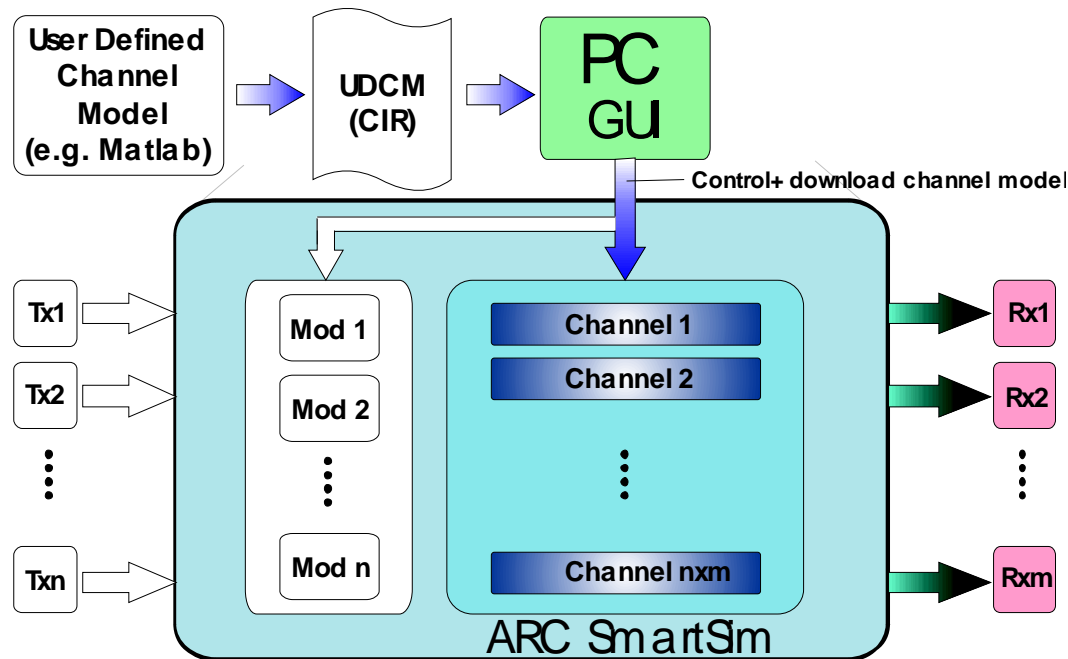 User Defined
Channel
Model
(e.g. Matlab)
UDCM
(CIR)
PC
GUI
Control+ download channel model
Tx1
Tx2
Txn
Mod 1
Mod 2
Mod n
Channel 1
Channel 2
Channel nxm
Rx1
Rx2
Rxm
ARC SmartSim